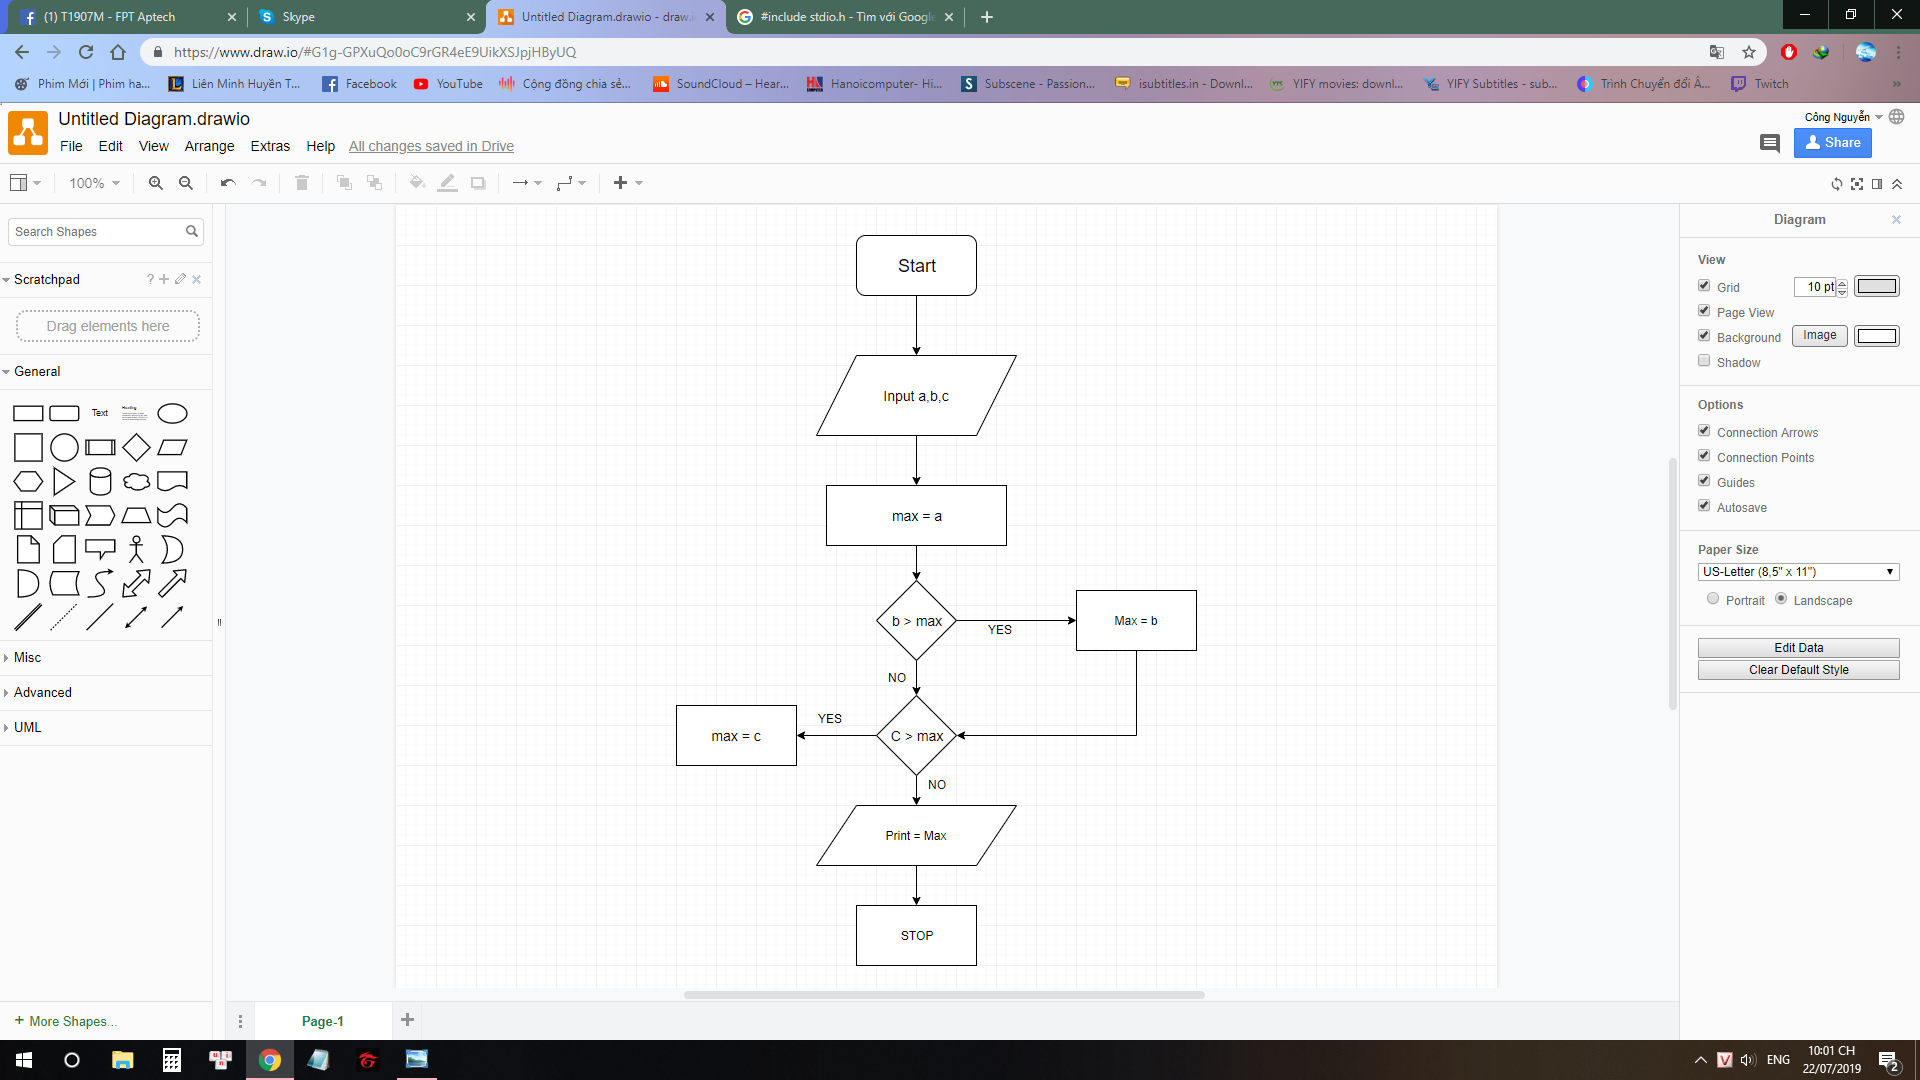 (1) T1907M - FPT Aptech
Skype
Untitled Diagram.drawio - draw.i
#include stdio.h - Tìm với Google
https://www.draw.io/#G1g-GPXuQo0oC9rGR4eE9UikXSJpjHByUQ
Phim Mới | Phim ha...
Liên Minh Huyền T...
Facebook
YouTube
Cộng đồng chia sẻ...
SoundCloud – Hear...
Hanoicomputer- Hi...
Subscene - Passion...
isubtitles.in - Downl...
YIFY movies: downl...
YIFY Subtitles - sub...
Trình Chuyển đổi Â...
Twitch
Untitled Diagram.drawio
Công Nguyễn
File Edit View Arrange Extras Help All changes saved in Drive
Share
100%
Search Shapes
Scratchpad
?
Drag elements here
General
Text
Heading
Misc
Advanced
UML
+ More Shapes...
Start
Input a,b,c
max = a
b > max
YES
Max = b
NO
C > max
YES
max = c
NO
Print = Max
STOP
Page-1
Diagram
View
Grid
10 pt
Page View
Background
Image
Shadow
Options
Connection Arrows
Connection Points
Guides
Autosave
Paper Size
US-Letter (8,5" x 11")
Portrait
Landscape
Edit Data
Clear Default Style
V
ENG
10:01 CH
22/07/2019
2